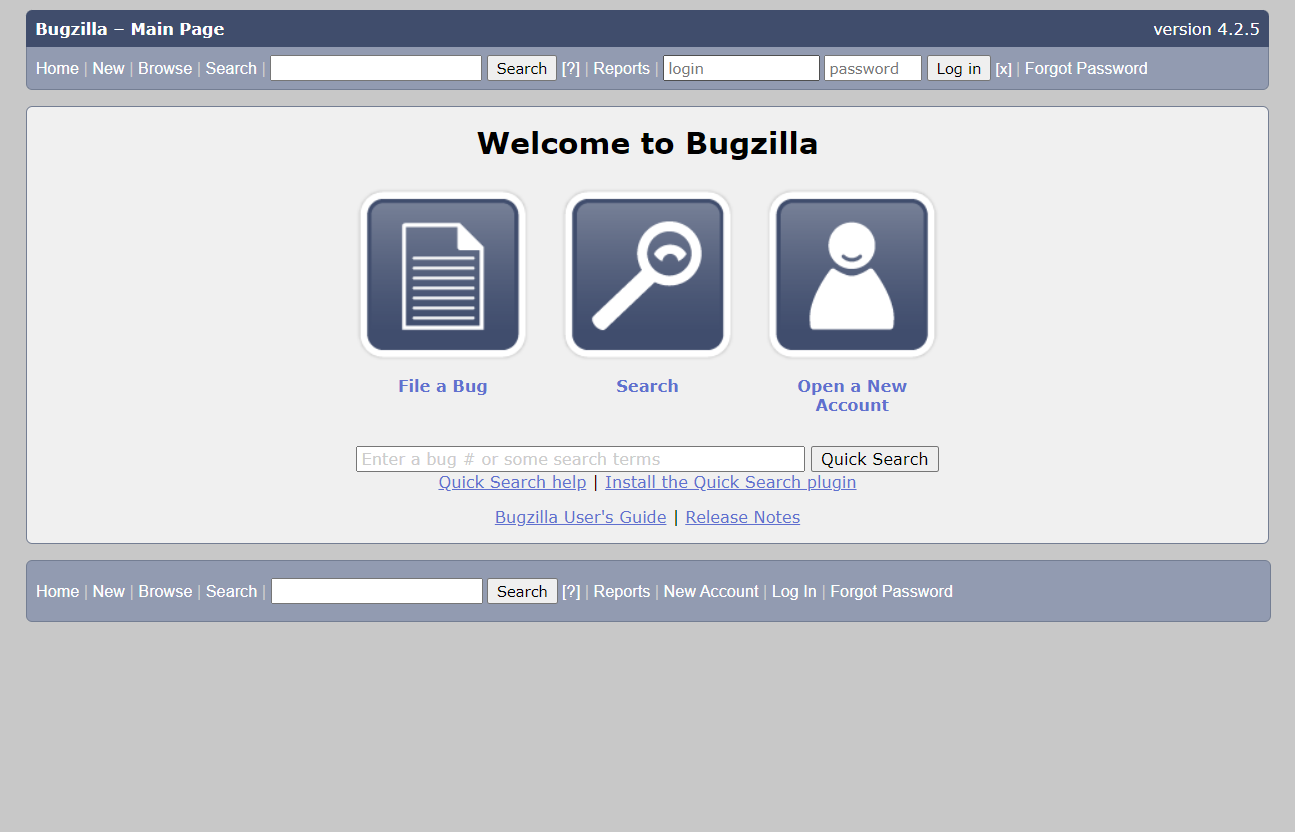 Bugzilla – Main Page version 4.2.5
Home | New | Browse | Search | Search [?] | Reports | login password Log in [x] | Forgot Password
Welcome to Bugzilla
File a Bug Search Open a New
Account
Enter a bug # or some search terms Quick Search
Quick Search help | Install the Quick Search plugin
Bugzilla User's Guide | Release Notes
Home | New | Browse | Search | Search [?] | Reports | New Account | Log In | Forgot Password